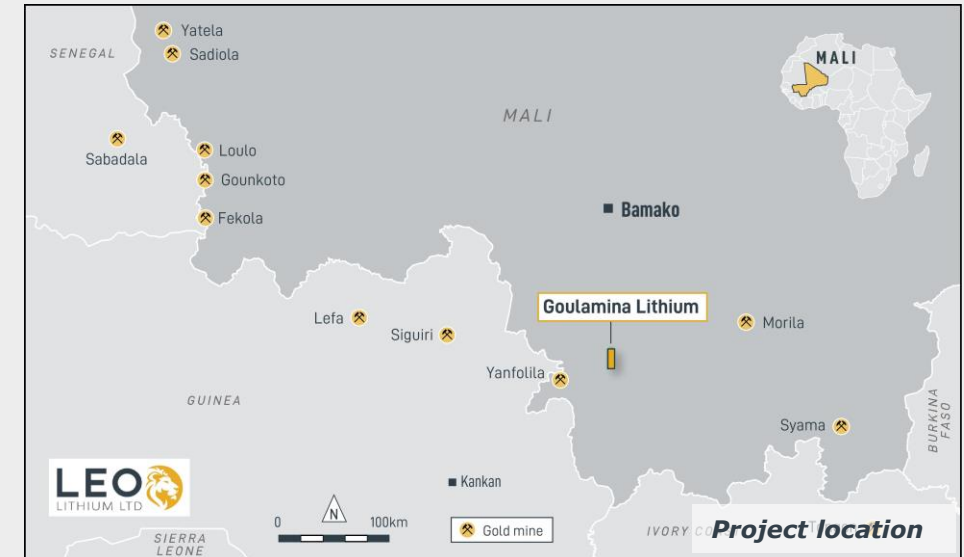 Yatela
Sadiola
SENEGAL
MALI
MALI
Sabadala
Loulo
Gounkoto
Fekola
Bamako
Goulamina Lithium
Lefa
Siguiri
Morila
Yanfolila
GUINEA
Syama
BURKINA
FASO
LEO
LITHIUM LTD
Kankan
N
0 100km
Gold mine
SIERRA
LEONE
IVORY
Project location